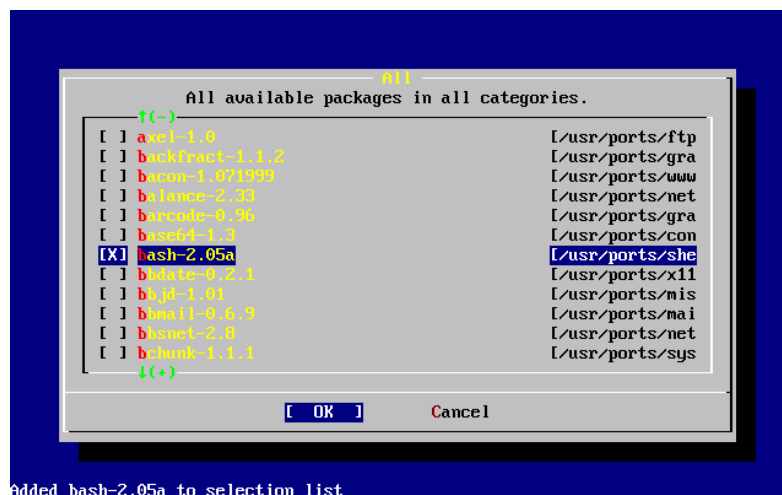 All
All available packages in all categories.
↑(-)
[ ] axel-1.0 [/usr/ports/ftp
[ ] backfract-1.1.2 [/usr/ports/gra
[ ] bacon-1.071999 [/usr/ports/www
[ ] balance-2.33 [/usr/ports/net
[ ] barcode-0.96 [/usr/ports/gra
[ ] base64-1.3 [/usr/ports/con
[X] bash-2.05a [/usr/ports/she
[ ] bbdate-0.2.1 [/usr/ports/x11
[ ] bbjd-1.01 [/usr/ports/mis
[ ] bbmail-0.6.9 [/usr/ports/mai
[ ] bbsnet-2.8 [/usr/ports/net
[ ] bchunk-1.1.1 [/usr/ports/sys
↓(+)
[ OK ] Cancel
Added bash-2.05a to selection list